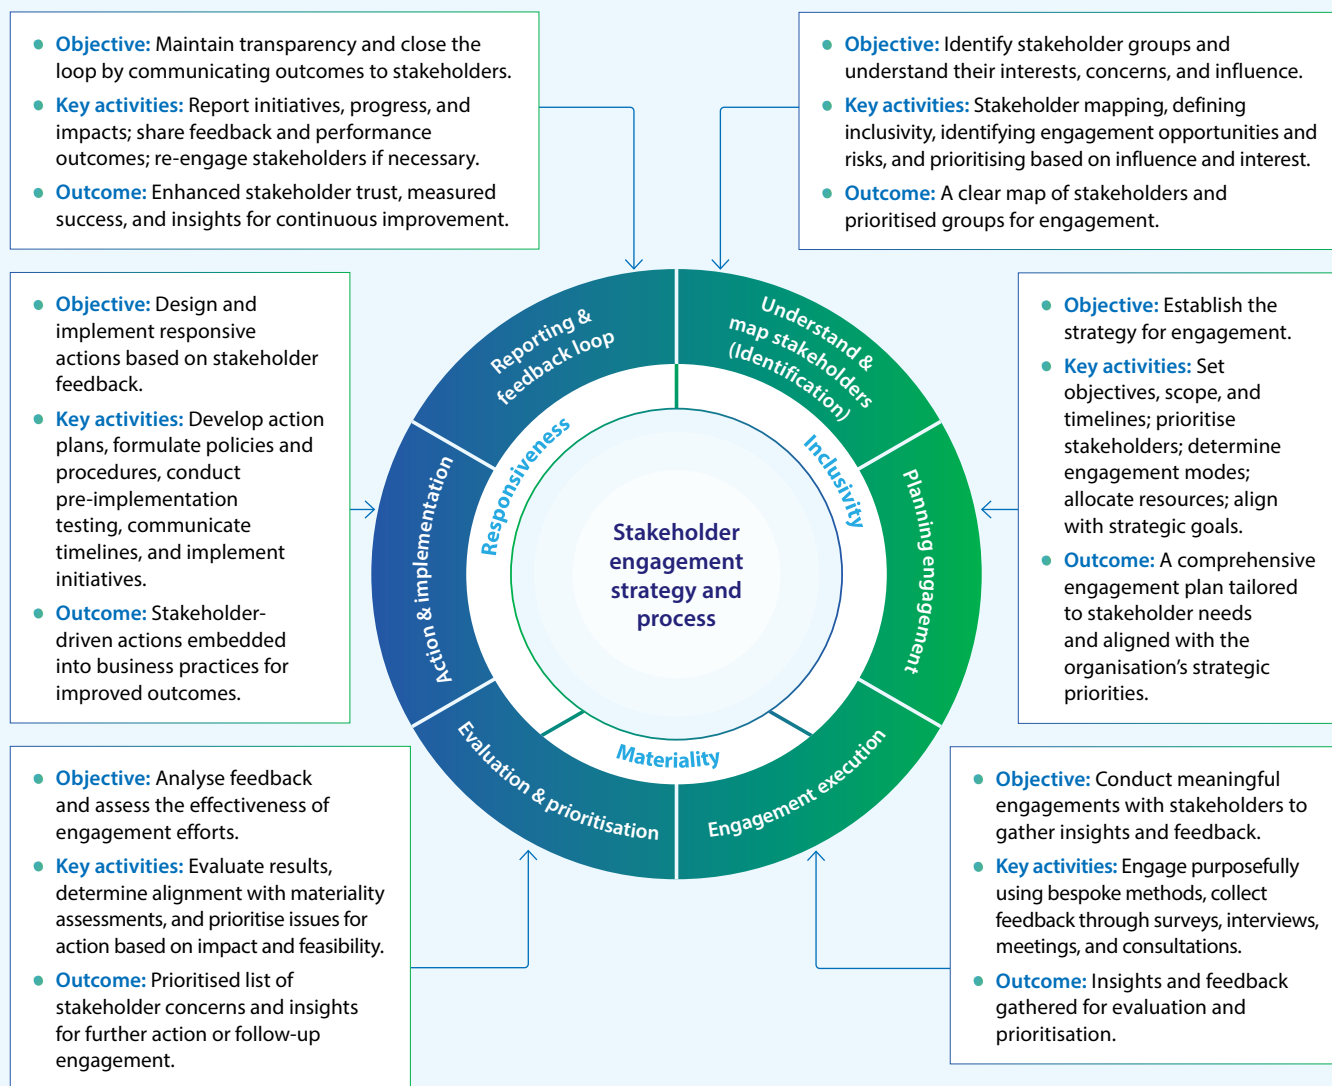 • Objective: Maintain transparency and close the
loop by communicating outcomes to stakeholders.
• Key activities: Report initiatives, progress, and
impacts; share feedback and performance
outcomes; re-engage stakeholders if necessary.
• Outcome: Enhanced stakeholder trust, measured
success, and insights for continuous improvement.
• Objective: Identify stakeholder groups and
understand their interests, concerns, and influence.
• Key activities: Stakeholder mapping, defining
inclusivity, identifying engagement opportunities and
risks, and prioritising based on influence and interest.
• Outcome: A clear map of stakeholders and
prioritised groups for engagement.
• Objective: Design and
implement responsive
actions based on stakeholder
feedback.
• Key activities: Develop action
plans, formulate policies and
procedures, conduct
pre-implementation
testing, communicate
timelines, and implement
initiatives.
• Outcome: Stakeholder-
driven actions embedded
into business practices for
improved outcomes.
Reporting &
feedback loop
Understand &
map stakeholders
(Identification)
Planning engagement
Engagement execution
Evaluation & prioritisation
Action & implementation
Responsiveness
Inclusivity
Materiality
Stakeholder
engagement
strategy and
process
• Objective: Establish the
strategy for engagement.
• Key activities: Set
objectives, scope, and
timelines; prioritise
stakeholders; determine
engagement modes;
allocate resources; align
with strategic goals.
• Outcome: A comprehensive
engagement plan tailored
to stakeholder needs
and aligned with the
organisation's strategic
priorities.
• Objective: Analyse feedback
and assess the effectiveness of
engagement efforts.
• Key activities: Evaluate results,
determine alignment with materiality
assessments, and prioritise issues for
action based on impact and feasibility.
• Outcome: Prioritised list of
stakeholder concerns and insights
for further action or follow-up
engagement.
• Objective: Conduct meaningful
engagements with stakeholders to
gather insights and feedback.
• Key activities: Engage purposefully
using bespoke methods, collect
feedback through surveys, interviews,
meetings, and consultations.
• Outcome: Insights and feedback
gathered for evaluation and
prioritisation.